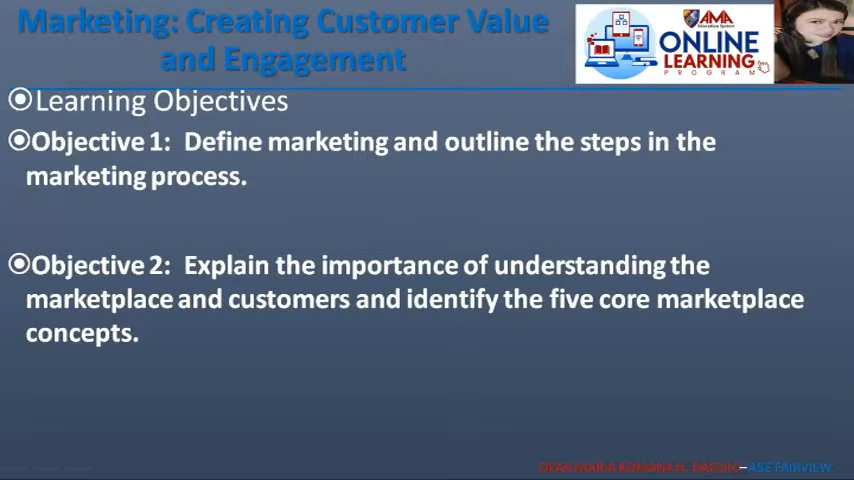 Marketing: Creating Customer Value
and Engagement
AMA
Education System
ONLINE
LEARNING
PROGRAM
Learning Objectives
Objective 1: Define marketing and outline the steps in the
marketing process.
Objective 2: Explain the importance of understanding the
marketplace and customers and identify the five core marketplace
concepts.
MARIA ROMANA N. – ABE FAIRVIEW